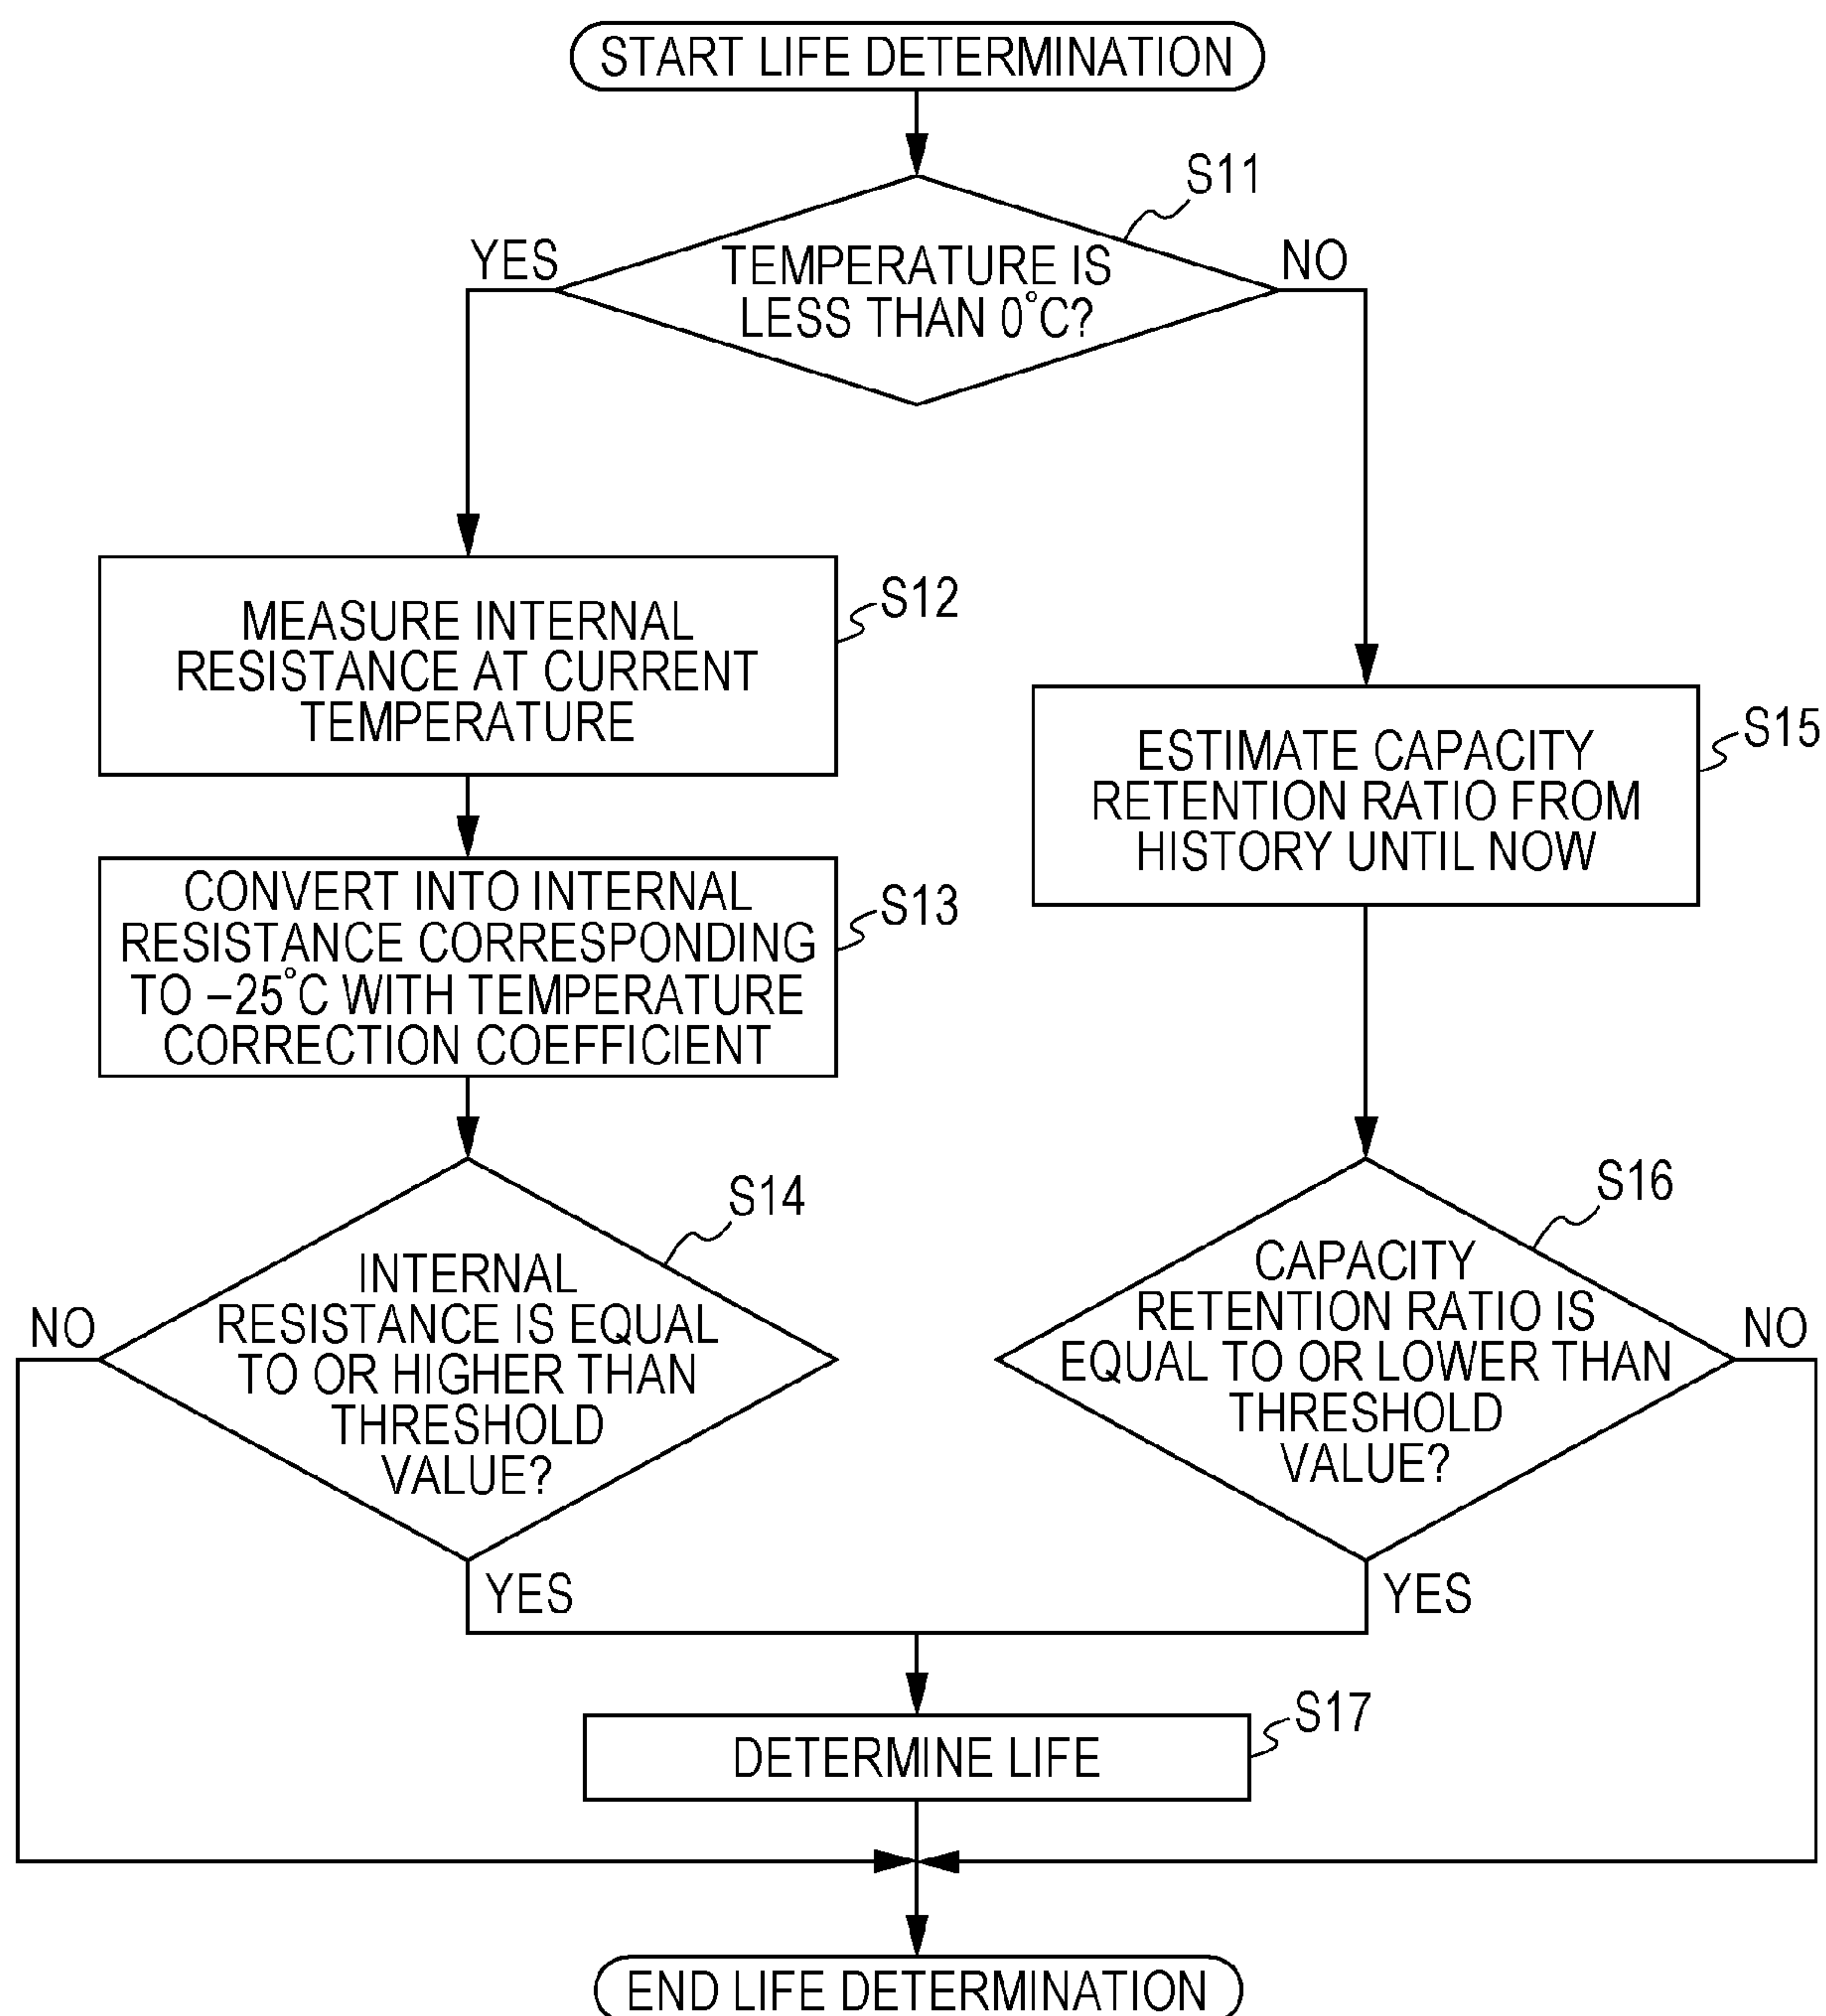 START LIFE DETERMINATION
S11
YES
TEMPERATURE IS
LESS THAN 0°C?
NO
MEASURE INTERNAL
RESISTANCE AT CURRENT
TEMPERATURE
S12
CONVERT INTO INTERNAL
RESISTANCE CORRESPONDING
TO –25°C WITH TEMPERATURE
CORRECTION COEFFICIENT
S13
ESTIMATE CAPACITY
RETENTION RATIO FROM
HISTORY UNTIL NOW
S15
S14
INTERNAL
RESISTANCE IS EQUAL
TO OR HIGHER THAN
THRESHOLD
VALUE?
NO
YES
S16
CAPACITY
RETENTION RATIO IS
EQUAL TO OR LOWER THAN
THRESHOLD
VALUE?
NO
YES
S17
DETERMINE LIFE
END LIFE DETERMINATION